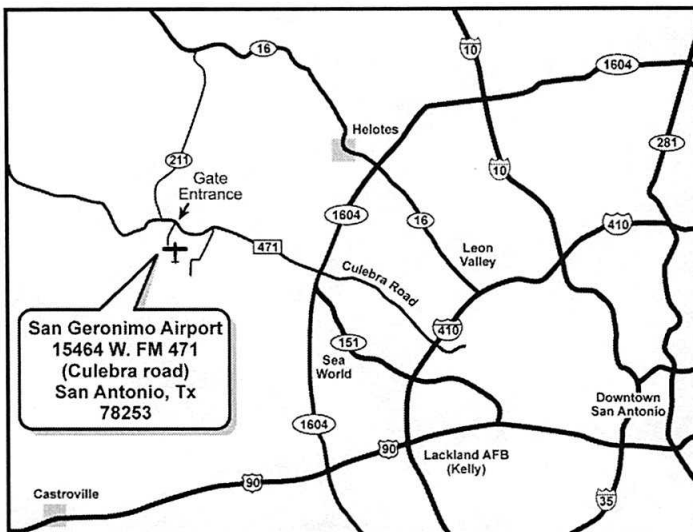 16
10
1604
281
Helotes
10
211
Gate
Entrance
1604
16
410
471
Leon
Valley
Culebra Road
410
San Geronimo Airport
15464 W. FM 471
(Culebra road)
San Antonio, Tx
78253
151
Sea
World
Downtown
San Antonio
1604
90
Lackland AFB
(Kelly)
90
Castroville
35